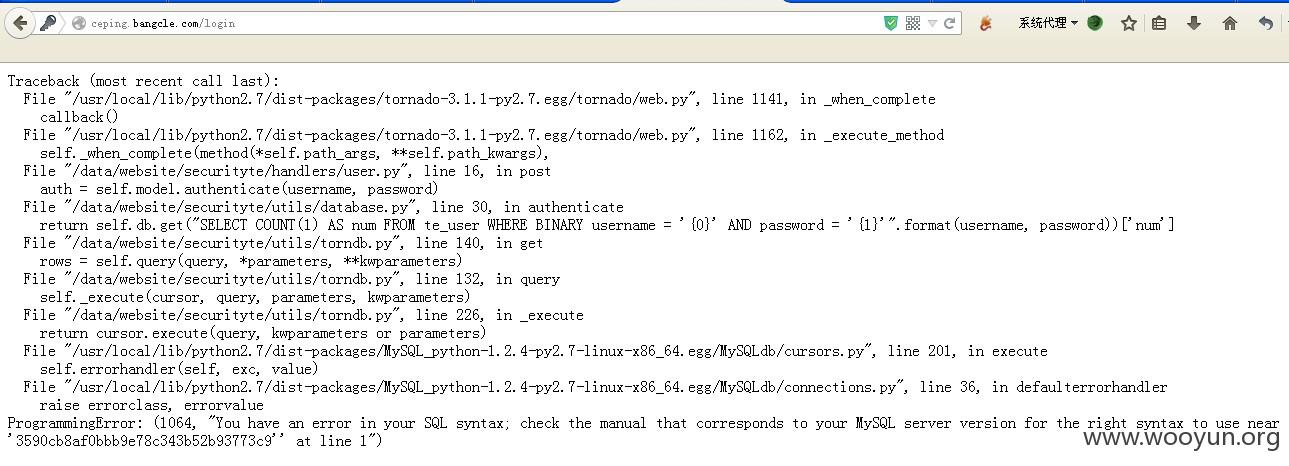 ceping.bangcle.com/login
系统代理
Traceback (most recent call last):
File "/usr/local/lib/python2.7/dist-packages/tornado-3.1.1-py2.7.egg/tornado/web.py", line 1141, in _when_complete
callback()
File "/usr/local/lib/python2.7/dist-packages/tornado-3.1.1-py2.7.egg/tornado/web.py", line 1162, in _execute_method
self._when_complete(method(*self.path_args, **self.path_kwargs),
File "/data/website/securityte/handlers/user.py", line 16, in post
auth = self.model.authenticate(username, password)
File "/data/website/securityte/utils/database.py", line 30, in authenticate
return self.db.get("SELECT COUNT(1) AS num FROM te_user WHERE BINARY username = '{0}' AND password = '{1}'".format(username, password))['num']
File "/data/website/securityte/utils/torndb.py", line 140, in get
rows = self.query(query, *parameters, **kwparameters)
File "/data/website/securityte/utils/torndb.py", line 132, in query
self._execute(cursor, query, parameters, kwparameters)
File "/data/website/securityte/utils/torndb.py", line 226, in _execute
return cursor.execute(query, kwparameters or parameters)
File "/usr/local/lib/python2.7/dist-packages/MySQL_python-1.2.4-py2.7-linux-x86_64.egg/MySQLdb/cursors.py", line 201, in execute
self.errorhandler(self, exc, value)
File "/usr/local/lib/python2.7/dist-packages/MySQL_python-1.2.4-py2.7-linux-x86_64.egg/MySQLdb/connections.py", line 36, in defaulterrorhandler
raise errorclass, errorvalue
ProgrammingError: (1064, "You have an error in your SQL syntax; check the manual that corresponds to your MySQL server version for the right syntax to use near
'3590cb8af0bbb9e78c343b52b93773c9'' at line 1")
www.wooyun.org